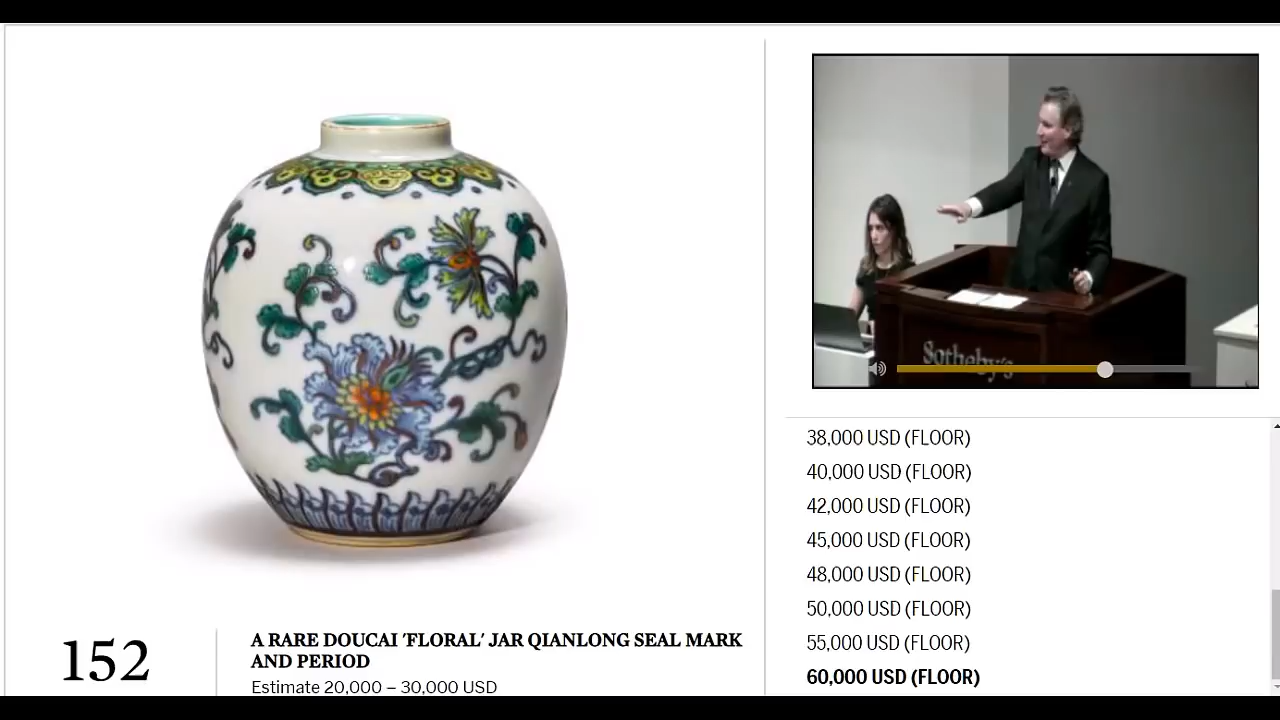 152
A RARE DOUCAI 'FLORAL' JAR QIANLONG SEAL MARK
AND PERIOD
Estimate 20,000 – 30,000 USD
Sotheby's
38,000 USD (FLOOR)
40,000 USD (FLOOR)
42,000 USD (FLOOR)
45,000 USD (FLOOR)
48,000 USD (FLOOR)
50,000 USD (FLOOR)
55,000 USD (FLOOR)
60,000 USD (FLOOR)